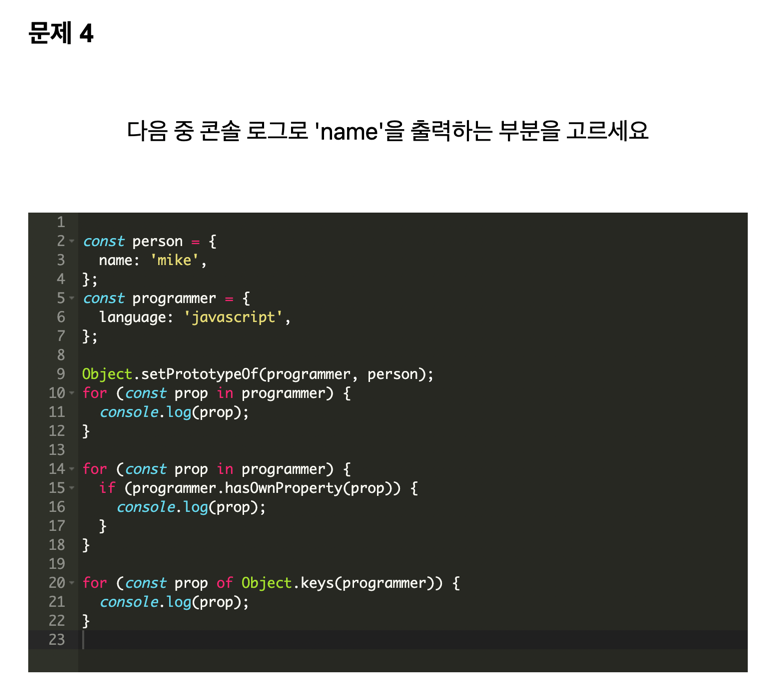 문제 4
다음 중 콘솔 로그로 'name'을 출력하는 부분을 고르세요
1
2 const person = {
3   name: 'mike',
4 };
5 const programmer = {
6   language: 'javascript',
7 };
8
9 Object.setPrototypeOf(programmer, person);
10 for (const prop in programmer) {
11   console.log(prop);
12 }
13
14 for (const prop in programmer) {
15   if (programmer.hasOwnProperty(prop)) {
16     console.log(prop);
17   }
18 }
19
20 for (const prop of Object.keys(programmer)) {
21   console.log(prop);
22 }
23